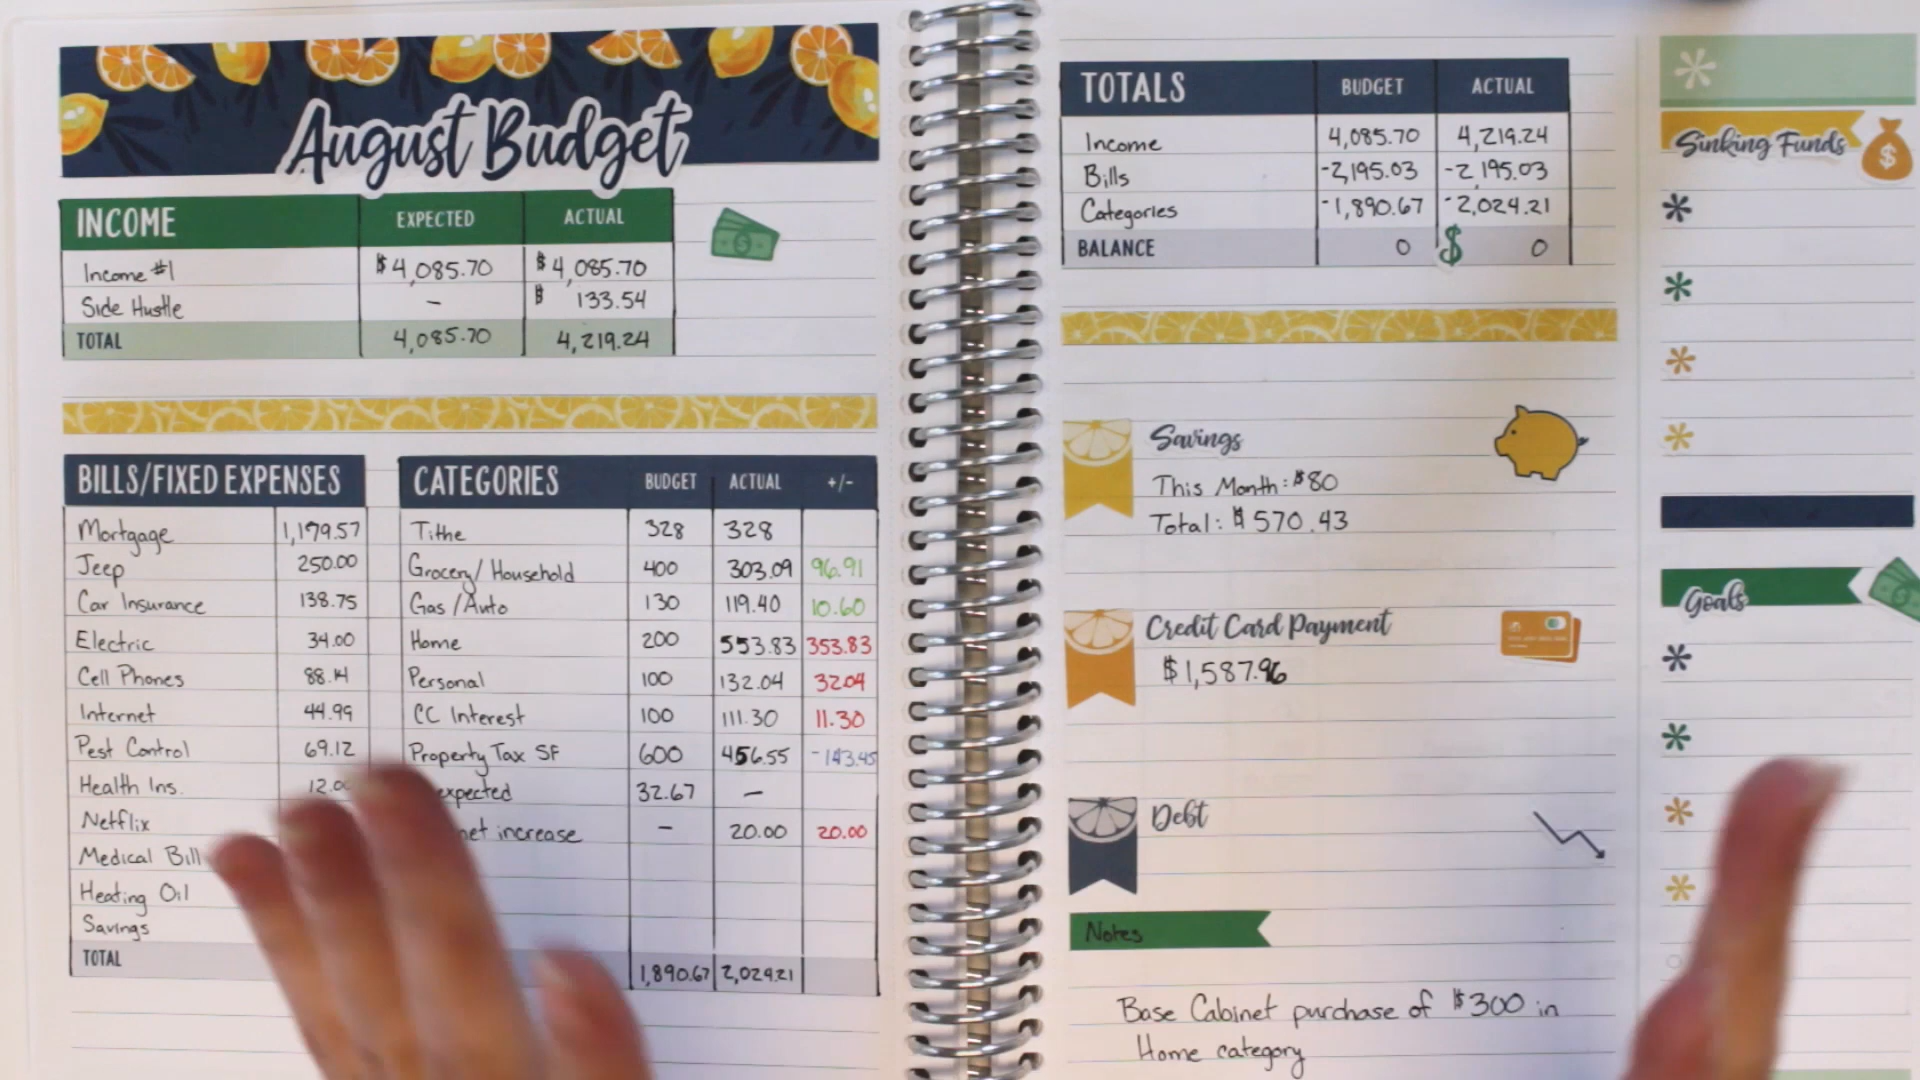 August Budget
INCOME EXPECTED ACTUAL
Income #1 $4,085.70 $4,085.70
Side Hustle — $ 133.54
TOTAL 4,085.70 4,219.24
BILLS/FIXED EXPENSES
Mortgage 1,179.57
Jeep 250.00
Car Insurance 138.75
Electric 34.00
Cell Phones 88.14
Internet 44.99
Pest Control 69.12
Health Ins.
Netflix
Medical Bill
Heating Oil
Savings
TOTAL
CATEGORIES BUDGET ACTUAL +/-
Tithe 328 328
Grocery/Household 400 303.09 96.91
Gas/Auto 130 119.40 10.60
Home 200 553.83 353.83
Personal 100 132.04 32.04
CC Interest 100 111.30 11.30
Property Tax SF 600 456.55 -143.45
32.67 —
increase — 20.00 20.00
1,890.67 2,024.21
TOTALS BUDGET ACTUAL
Income 4,085.70 4,219.24
Bills -2,195.03 -2,195.03
Categories -1,890.67 -2,024.21
BALANCE 0 $ 0
Savings
This Month: $80
Total: $570.43
Credit Card Payment
$1,587.96
Debt
Notes
Base Cabinet purchase of $300 in
Home category
Sinking Funds
$
Goals